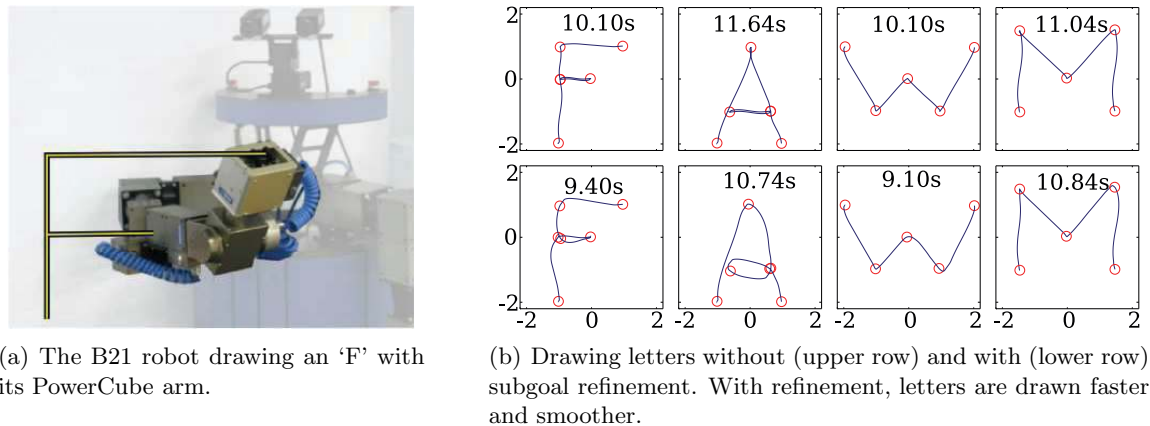 2
0
-2
10.10s
11.64s
10.10s
11.04s
2
0
-2
9.40s
10.74s
9.10s
10.84s
-2 0 2
-2 0 2
-2 0 2
-2 0 2
(a) The B21 robot drawing an ‘F’ with
its PowerCube arm.
(b) Drawing letters without (upper row) and with (lower row)
subgoal refinement. With refinement, letters are drawn faster
and smoother.